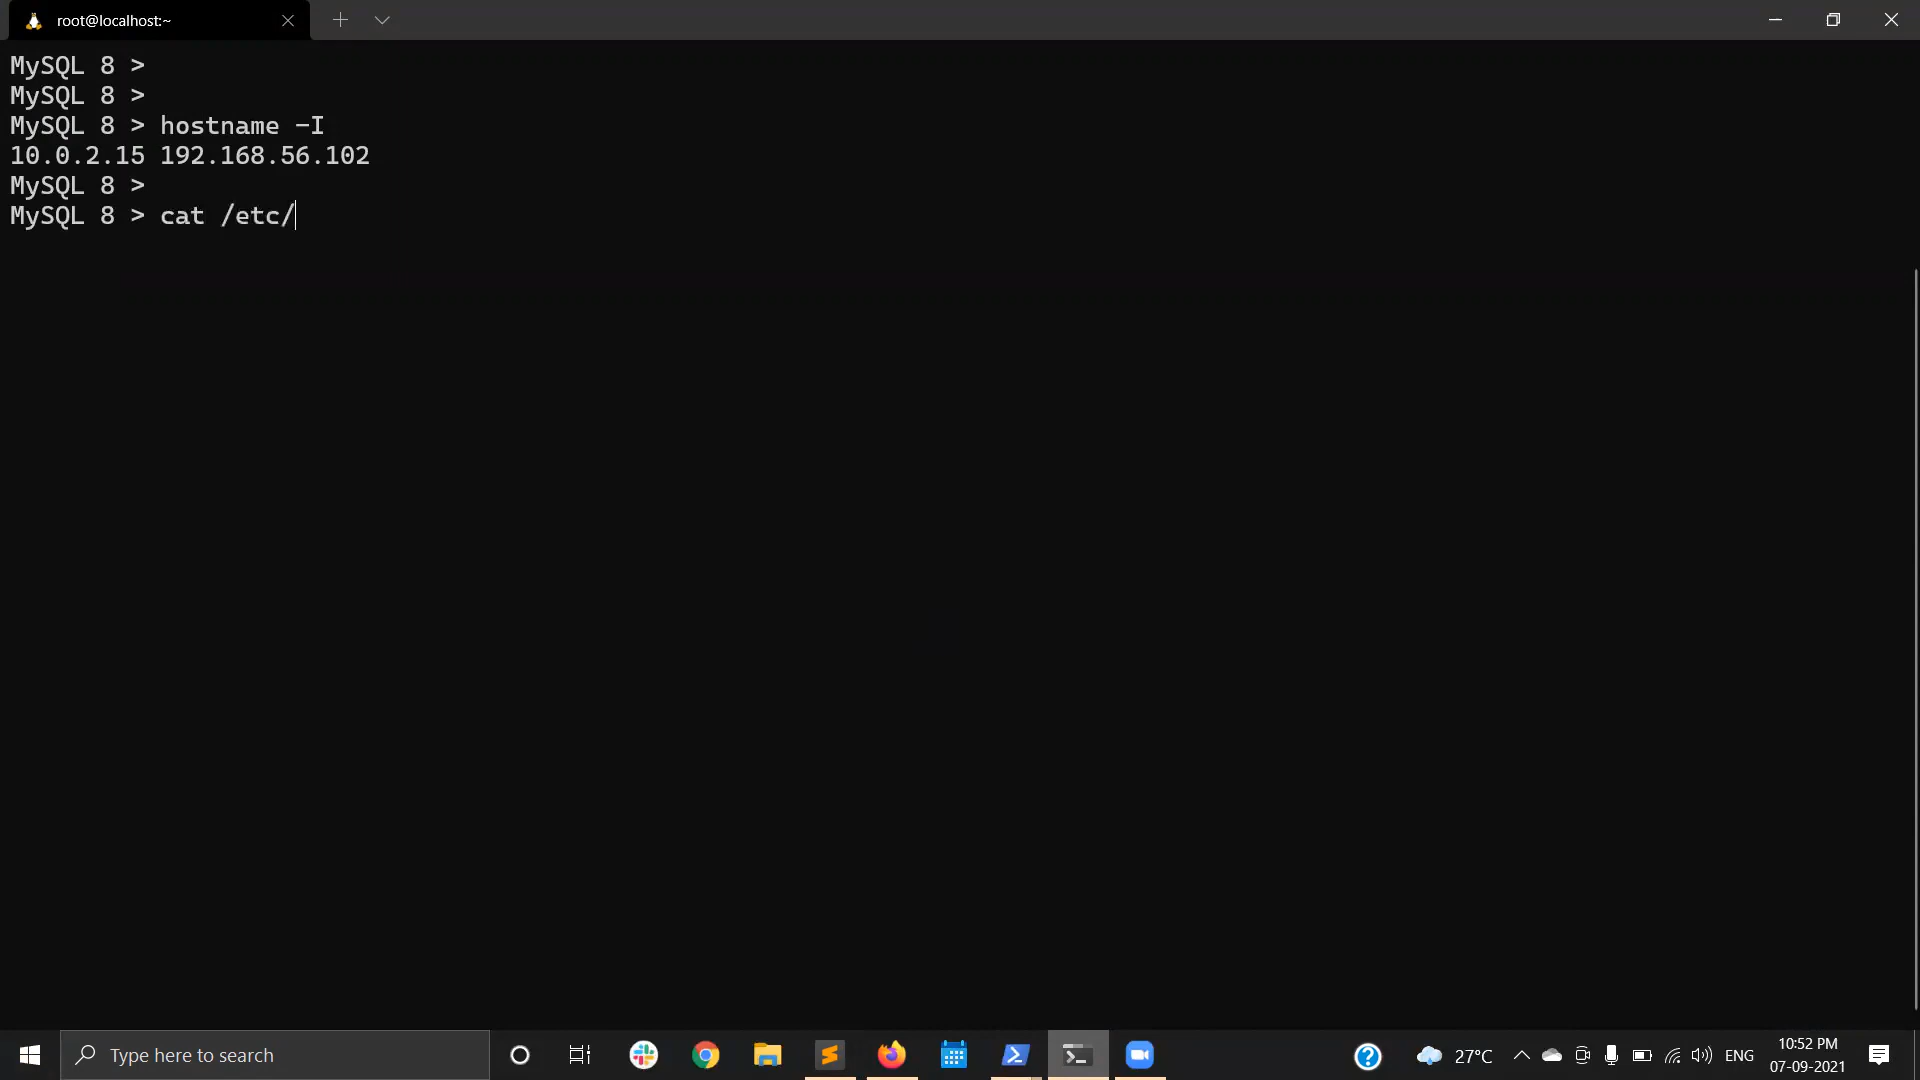 root@localhost:~
MySQL 8 >
MySQL 8 >
MySQL 8 > hostname -I
10.0.2.15 192.168.56.102
MySQL 8 >
MySQL 8 > cat /etc/
Type here to search
27°C
ENG
10:52 PM
07-09-2021